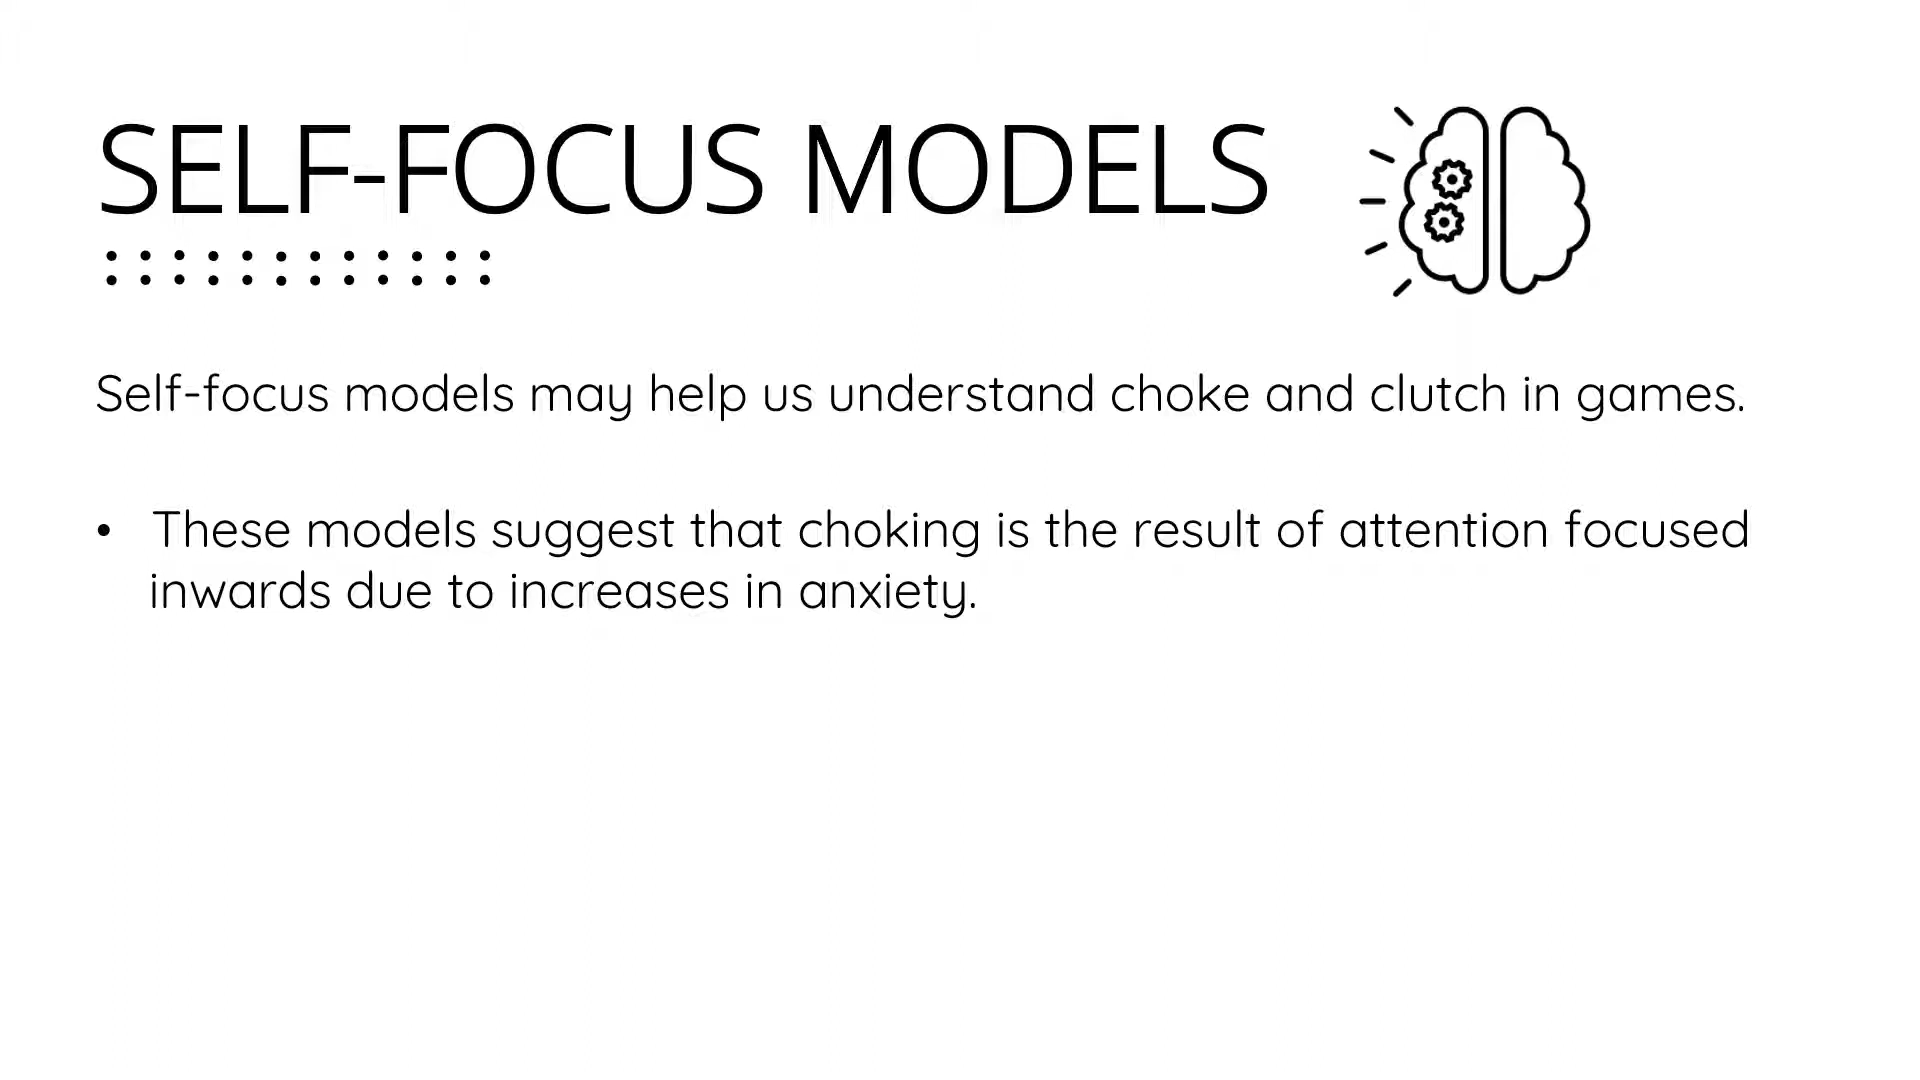 SELF-FOCUS MODELS
Self-focus models may help us understand choke and clutch in games.
• These models suggest that choking is the result of attention focused
inwards due to increases in anxiety.